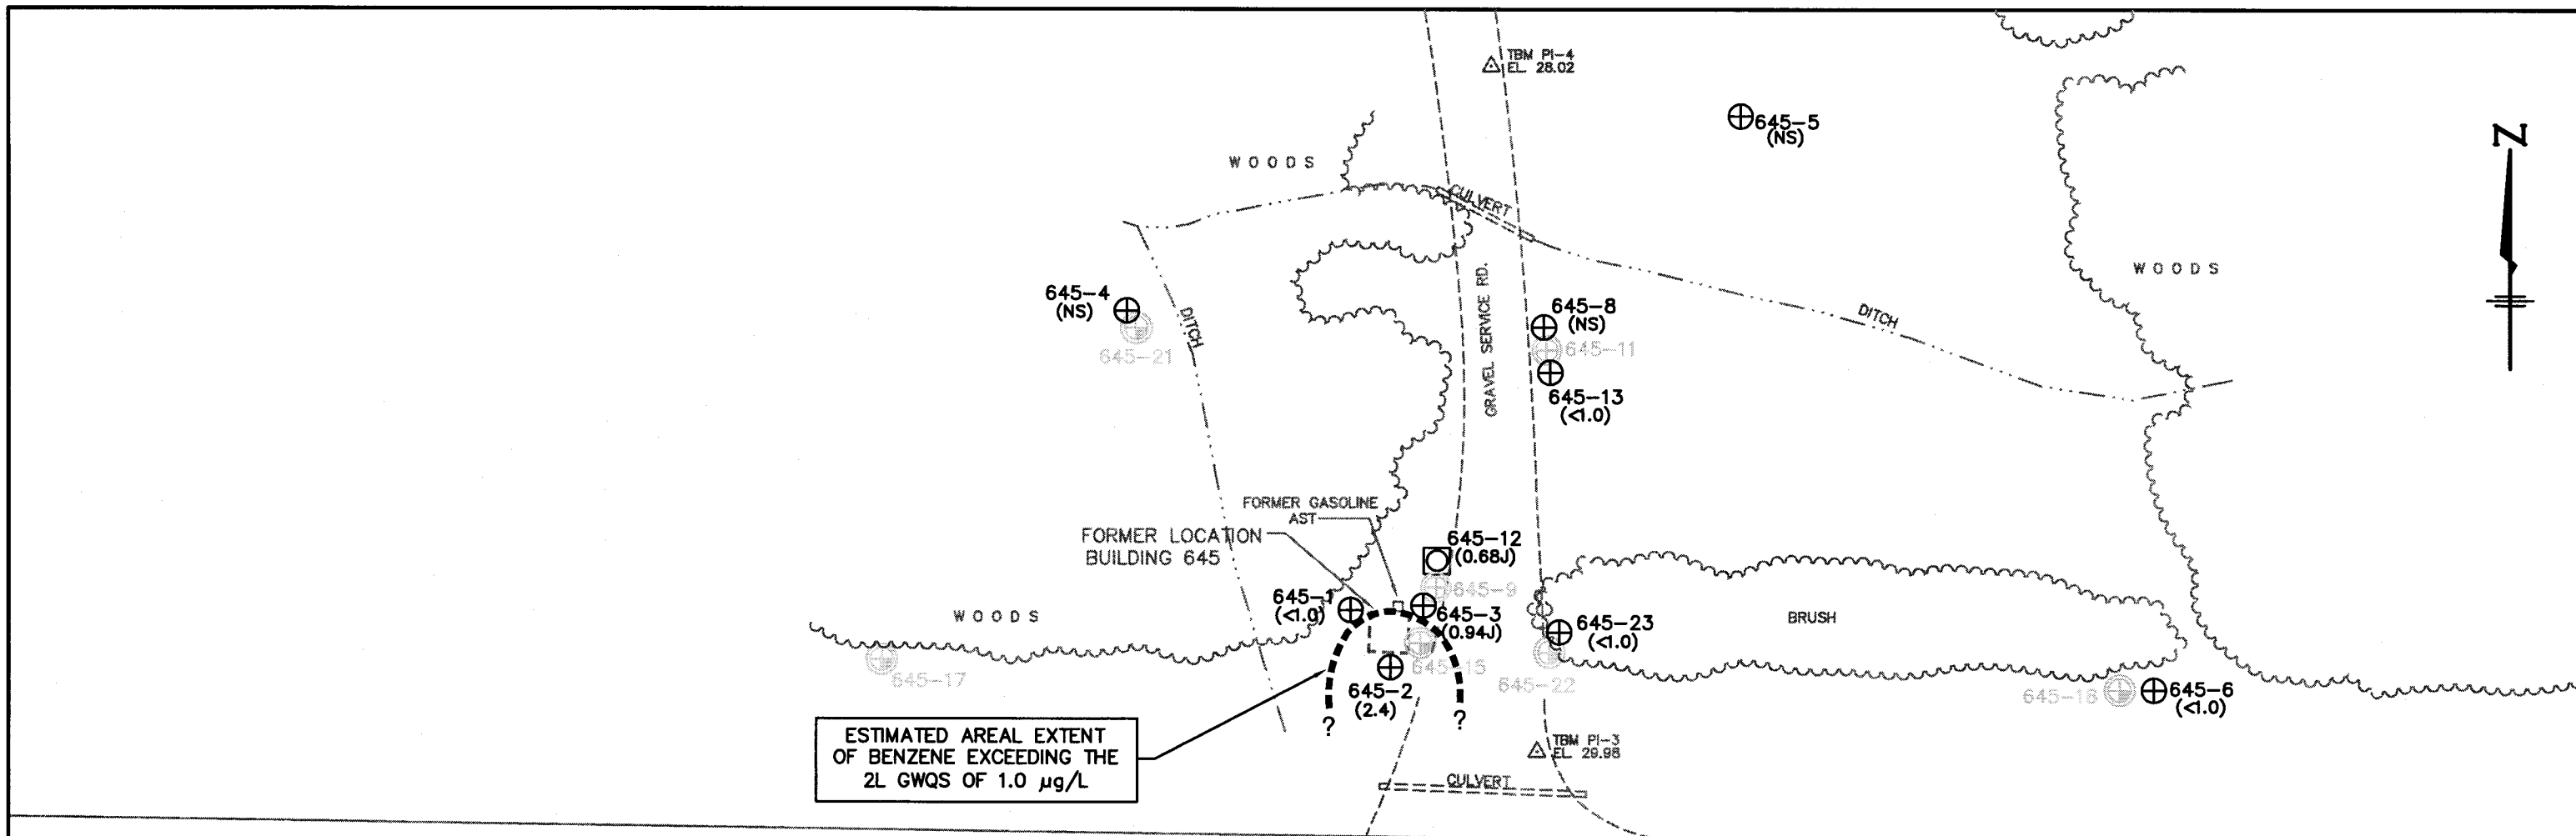 TBM PI-4
EL 28.02
645-5
(NS)
N
WOODS
CULVERT
WOODS
645-4
(NS)
645-21
DITCH
GRAVEL SERVICE RD.
645-8
(NS)
645-11
645-13
(<1.0)
DITCH
FORMER GASOLINE
AST
FORMER LOCATION
BUILDING 645
645-12
(0.68J)
645-9
645-1
(<1.0)
645-3
(0.94J)
WOODS
645-23
(<1.0)
BRUSH
645-17
645-15
645-22
645-2
(2.4)
645-18
645-6
(<1.0)
?
?
ESTIMATED AREAL EXTENT
OF BENZENE EXCEEDING THE
2L GWQS OF 1.0 µg/L
TBM PI-3
EL 29.98
CULVERT